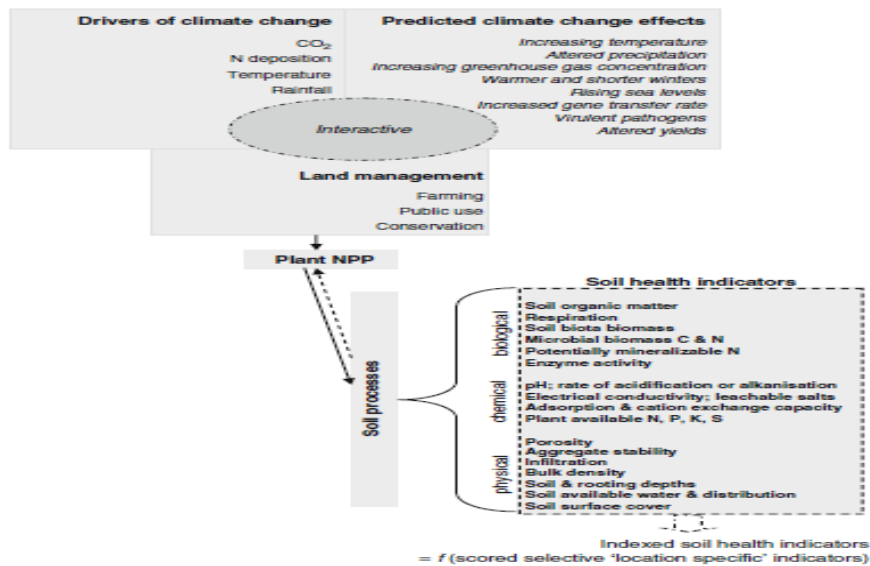 Drivers of climate change
CO₂
N deposition
Temperature
Rainfall
Predicted climate change effects
Increasing temperature
Altered precipitation
Increasing greenhouse gas concentration
Warmer and shorter winters
Rising sea levels
Increased gene transfer rate
Virulent pathogens
Altered yields
Interactive
Land management
Farming
Public use
Conservation
Plant NPP
Soil processes
Soil health indicators
biological
Soil organic matter
Respiration
Soil biota biomass
Microbial biomass C & N
Potentially mineralizable N
Enzyme activity
chemical
pH; rate of acidification or alkanisation
Electrical conductivity; leachable salts
Adsorption & cation exchange capacity
Plant available N, P, K, S
physical
Porosity
Aggregate stability
Infiltration
Bulk density
Soil & rooting depths
Soil available water & distribution
Soil surface cover
Indexed soil health indicators
= f (scored selective 'location specific' indicators)